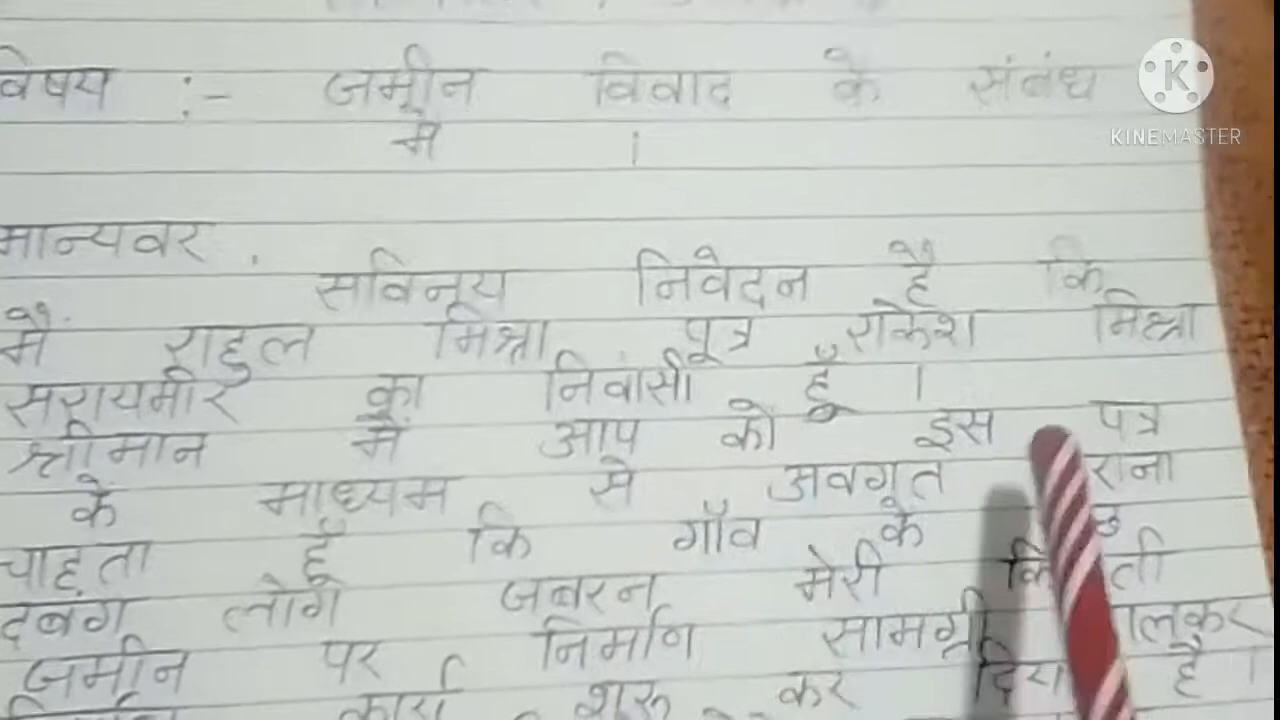 विषय :- जमीन विवाद के संबंध
में ।
मान्यवर .
सविनय निवेदन है कि
मैं राहुल मिश्रा पूत्र राकेश मिश्रा
सरायमीर का निवासी हूँ ।
श्रीमान मैं आप को इस पत्र
के माध्यम से अवगत
चाहता हूँ कि गाँव के
दबंग लोग जबरन मेरी
जमीन पर निर्माण सामग्री
कार्य शुरू कर है ।
KINEMASTER